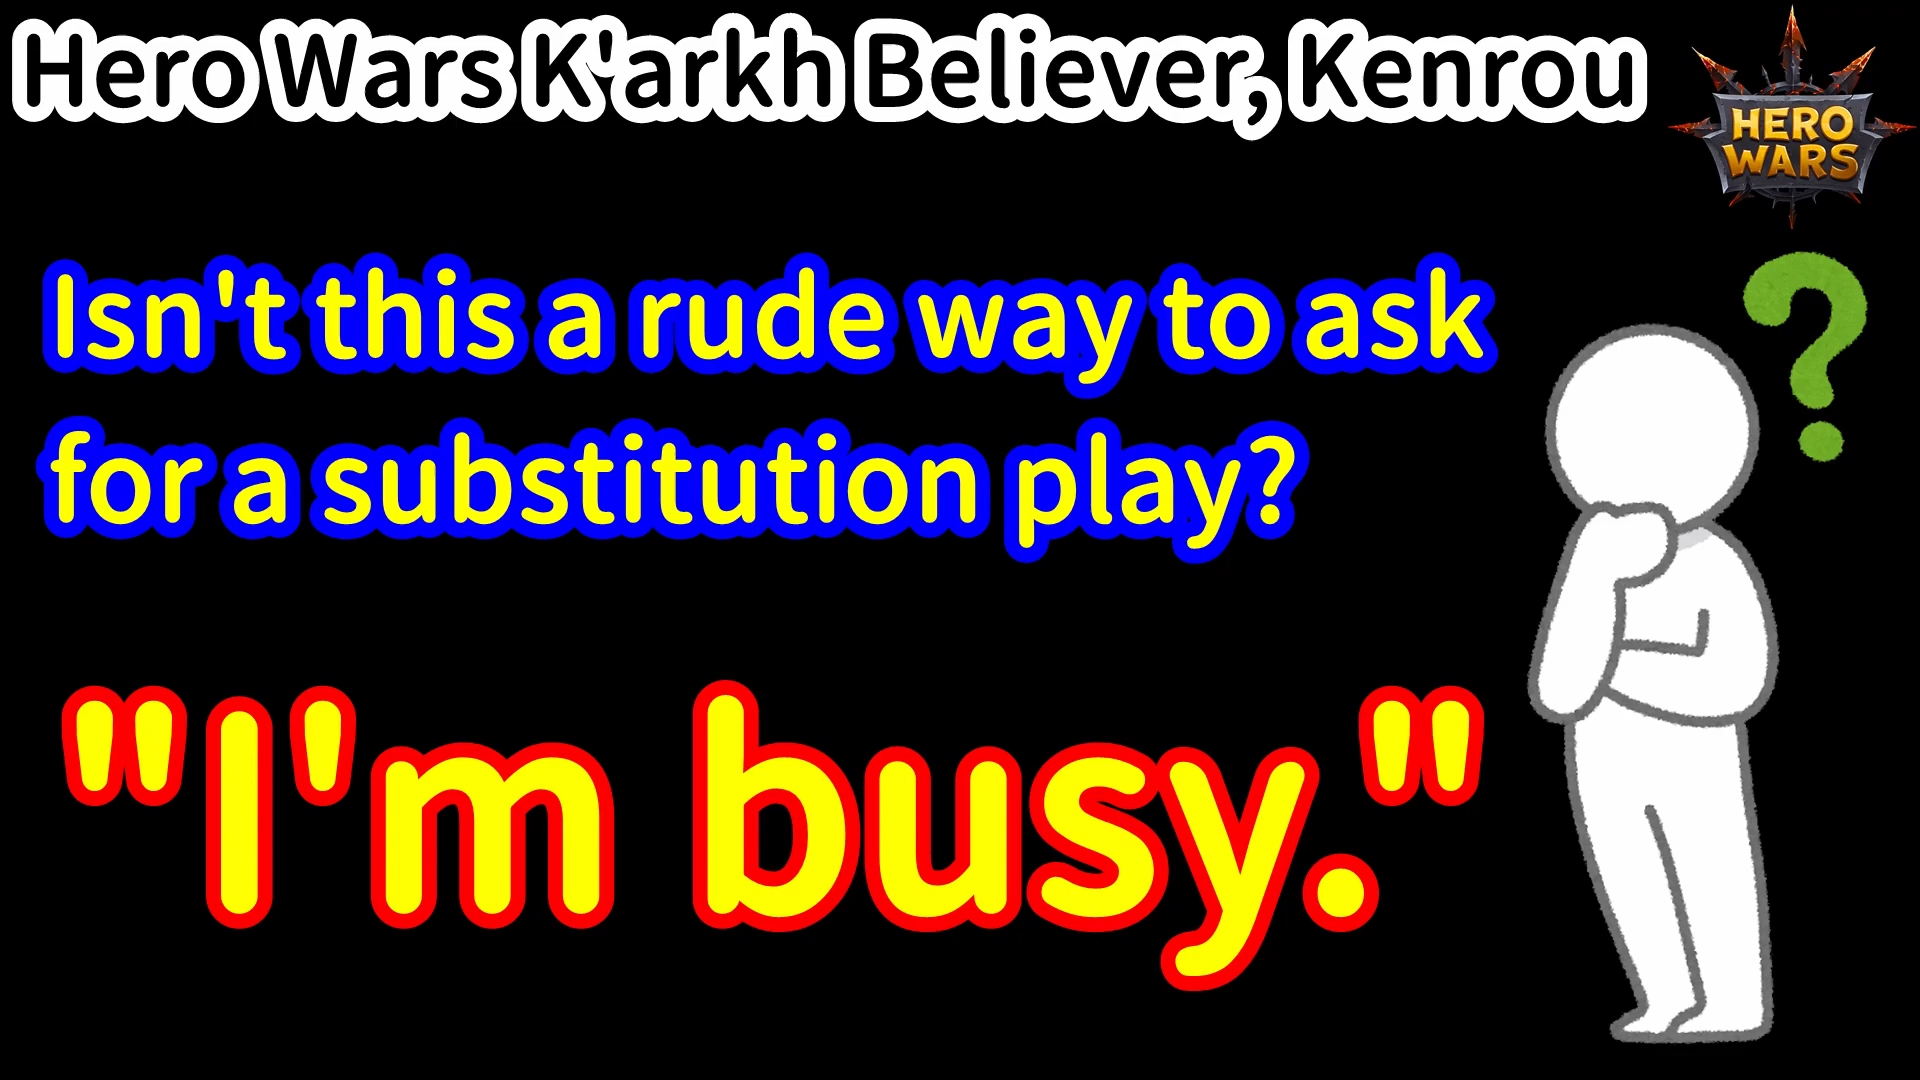 Hero Wars K'arkh Believer, Kenrou
HERO
WARS
Isn't this a rude way to ask
for a substitution play?
"I'm busy."